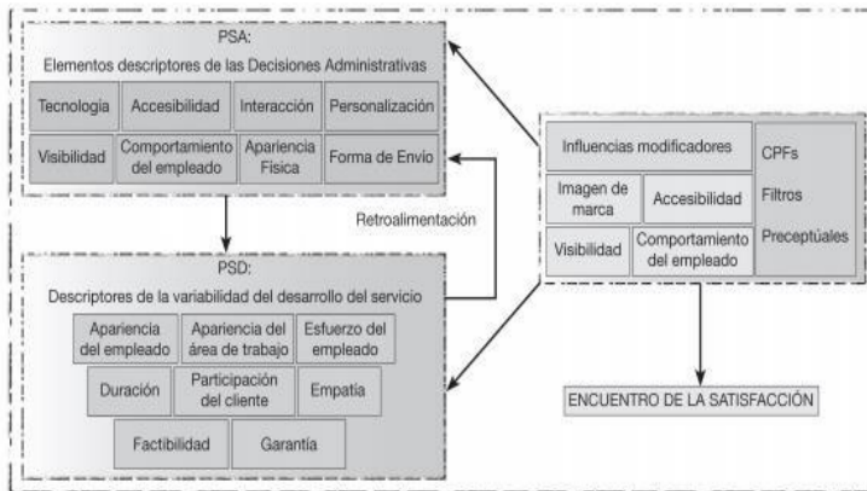 PSA:
Elementos descriptores de las Decisiones Administrativas
Tecnología
Accesibilidad
Interacción
Personalización
Visibilidad
Comportamiento
del empleado
Apariencia
Física
Forma de Envío
Retroalimentación
PSD:
Descriptores de la variabilidad del desarrollo del servicio
Apariencia
del empleado
Apariencia del
área de trabajo
Esfuerzo del
empleado
Duración
Participación
del cliente
Empatía
Factibilidad
Garantía
Influencias modificadores
Imagen de
marca
Accesibilidad
Visibilidad
Comportamiento
del empleado
CPFs
Filtros
Preceptúales
ENCUENTRO DE LA SATISFACCIÓN